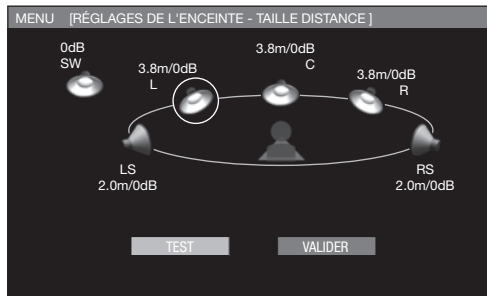 MENU [RÉGLAGES DE L'ENCEINTE - TAILLE DISTANCE ]
0dB
SW
3.8m/0dB
L
3.8m/0dB
C
3.8m/0dB
R
LS
2.0m/0dB
RS
2.0m/0dB
TEST
VALIDER